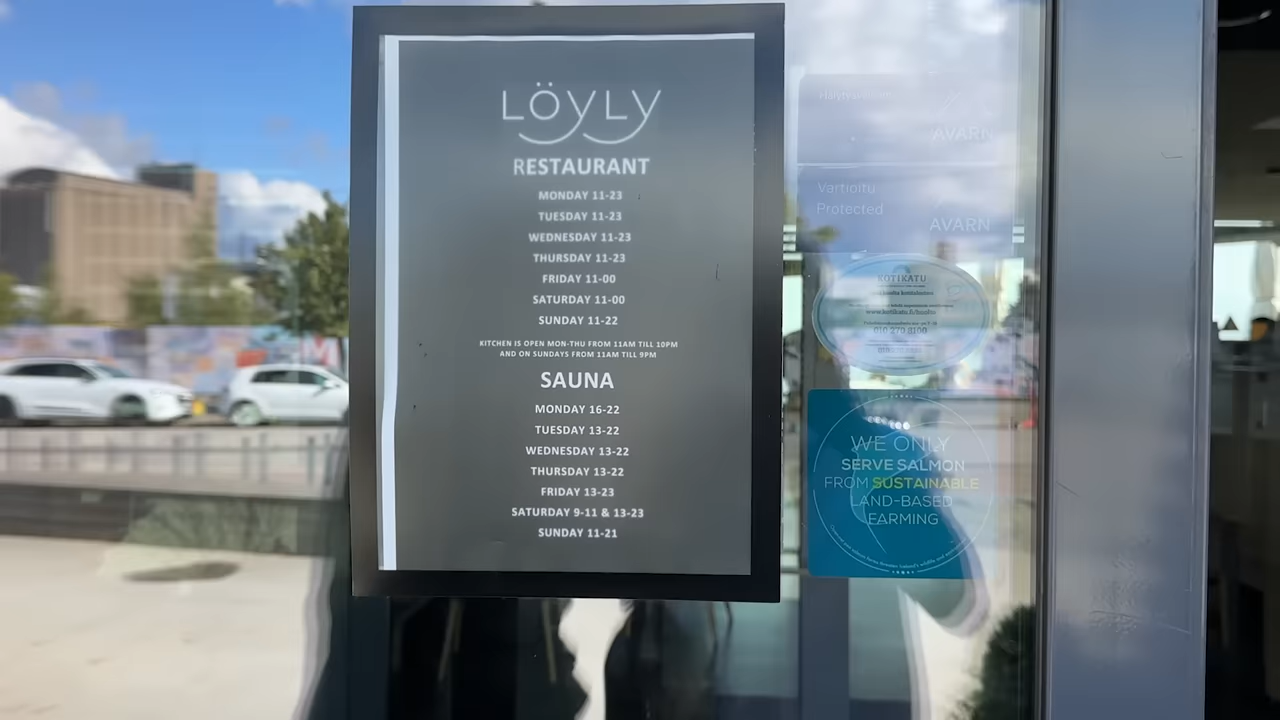 LÖYLY
RESTAURANT
MONDAY 11-23
TUESDAY 11-23
WEDNESDAY 11-23
THURSDAY 11-23
FRIDAY 11-00
SATURDAY 11-00
SUNDAY 11-22
KITCHEN IS OPEN MON-THU FROM 11AM TILL 10PM
AND ON SUNDAYS FROM 11AM TILL 9PM
SAUNA
MONDAY 16-22
TUESDAY 13-22
WEDNESDAY 13-22
THURSDAY 13-22
FRIDAY 13-23
SATURDAY 9-11 & 13-23
SUNDAY 11-21
AVARN
Vartioitu
Protected
AVARN
KOTIKATU
www.kotikatu.fi/huolto
010 270 8100
WE ONLY
SERVE SALMON
FROM SUSTAINABLE
LAND-BASED
FARMING